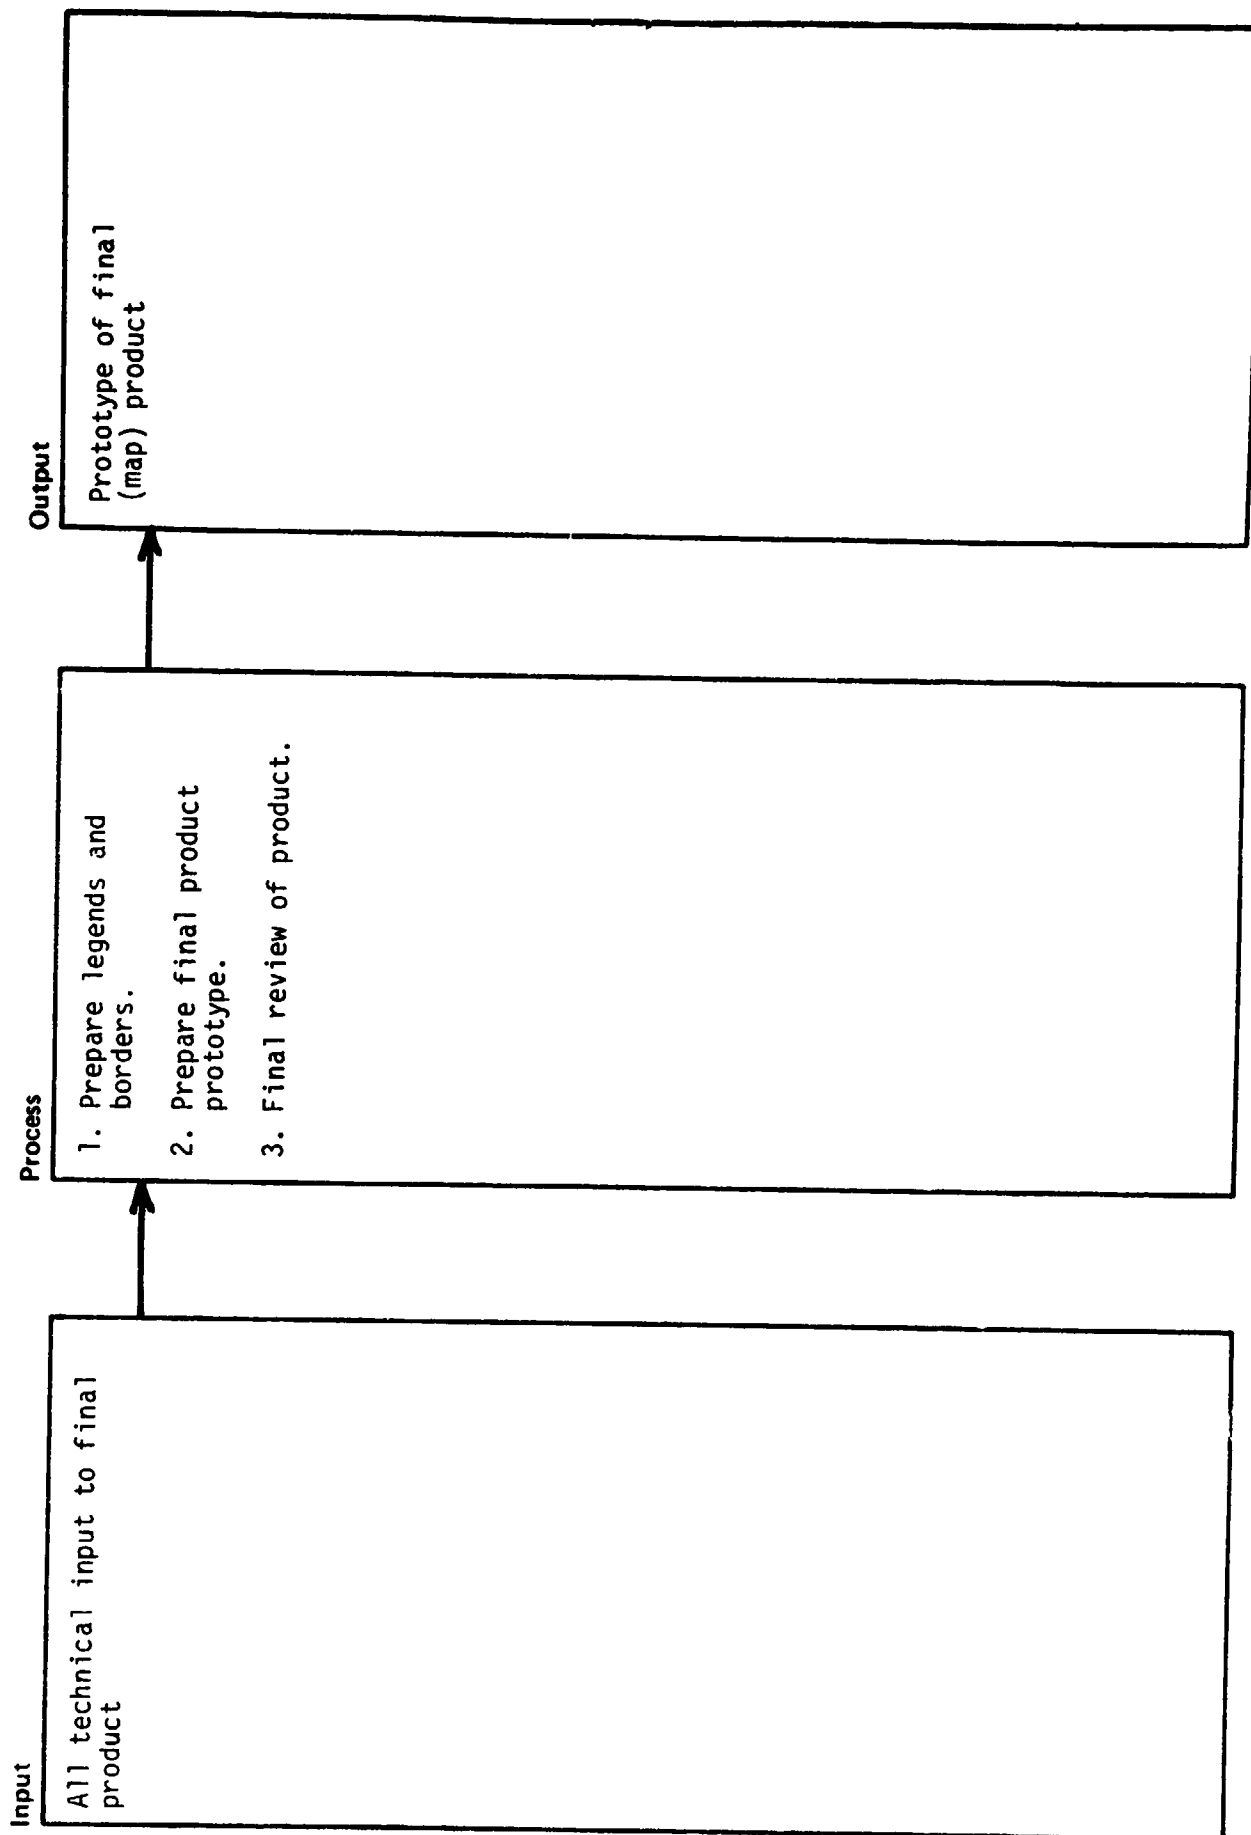 Input
All technical input to final
product
Process
1. Prepare legends and
borders.
2. Prepare final product
prototype.
3. Final review of product.
Output
Prototype of final
(map) product